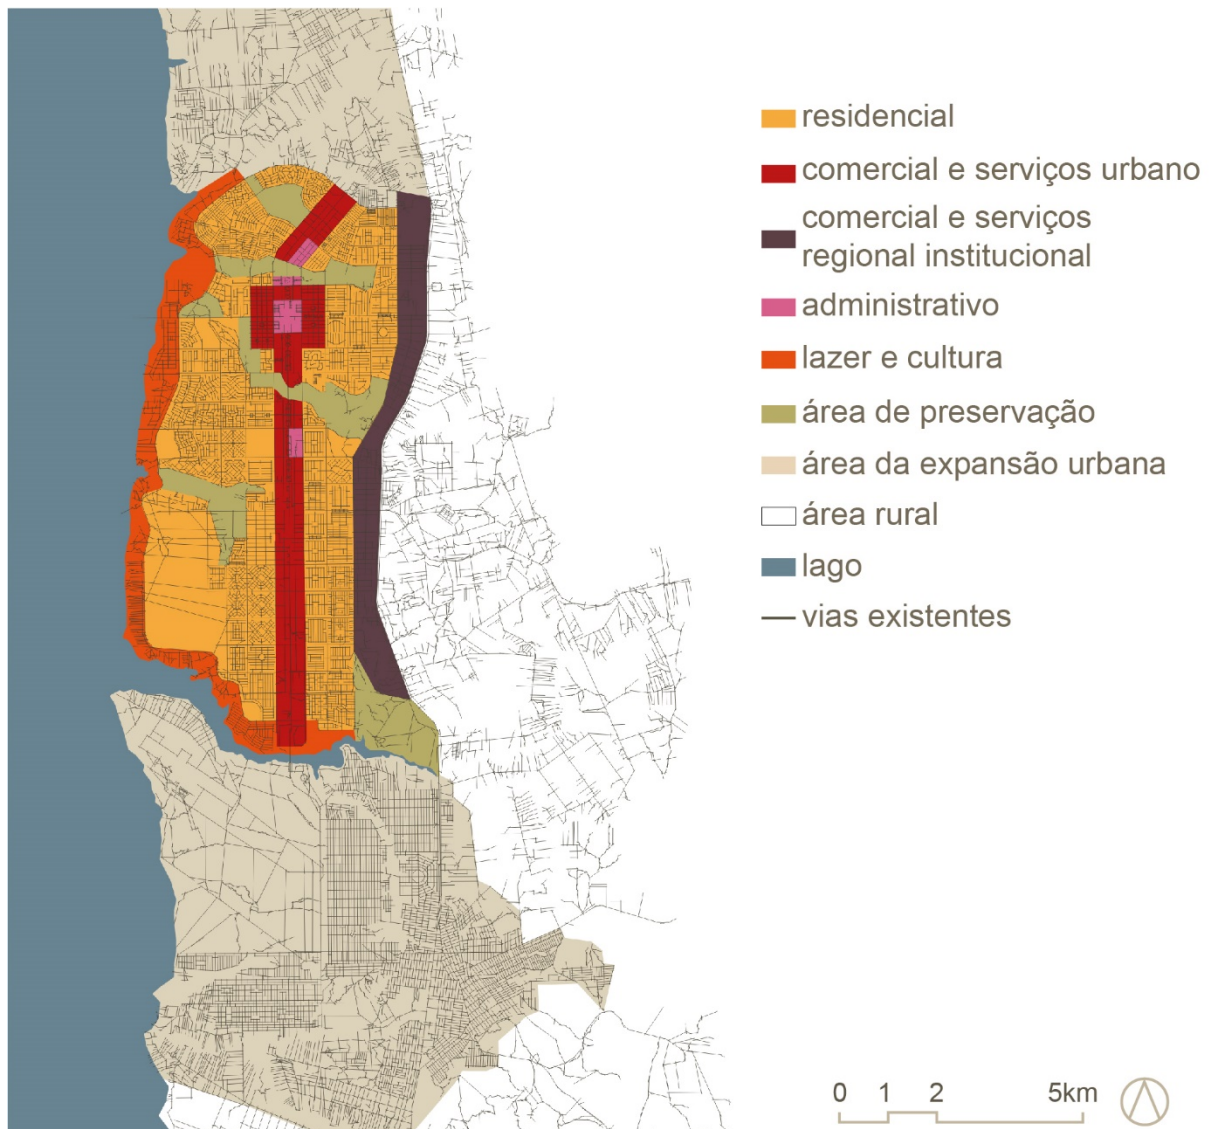 residencial
comercial e serviços urbano
comercial e serviços
regional institucional
administrativo
lazer e cultura
área de preservação
área da expansão urbana
área rural
lago
vias existentes
0 1 2 5km